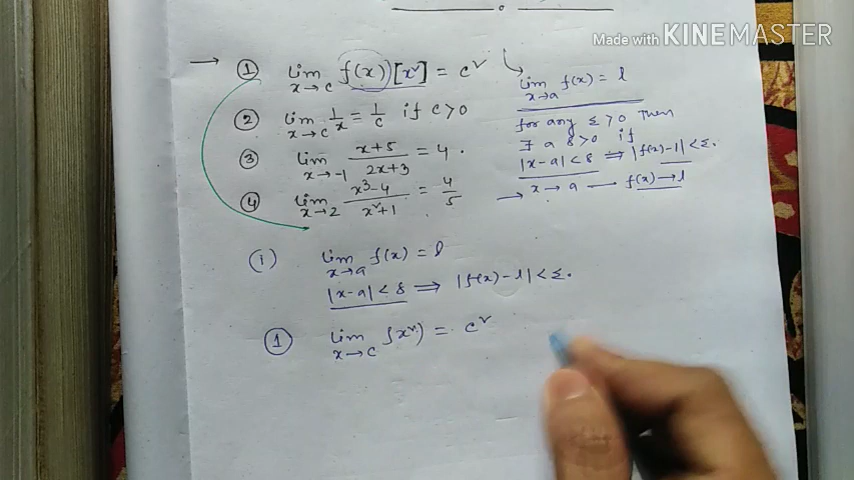 Made with KINEMASTER
→ ① lim x→c f(x) [x²] = c²
② lim x→c 1/x = 1/c if c>0
③ lim x→-1 (x+5)/(2x+3) = 4.
④ lim x→2 (x³-4)/(x²+1) = 4/5
lim x→a f(x) = l
for any Σ>0 then
∃ a δ>0 if
|x-a|<δ ⇒ |f(x)-l|<Σ.
→ x→a — f(x)→l
(i) lim x→a f(x) = l
|x-a|<δ ⇒ |f(x)-l|<Σ.
① lim x→c f(x²) = c²